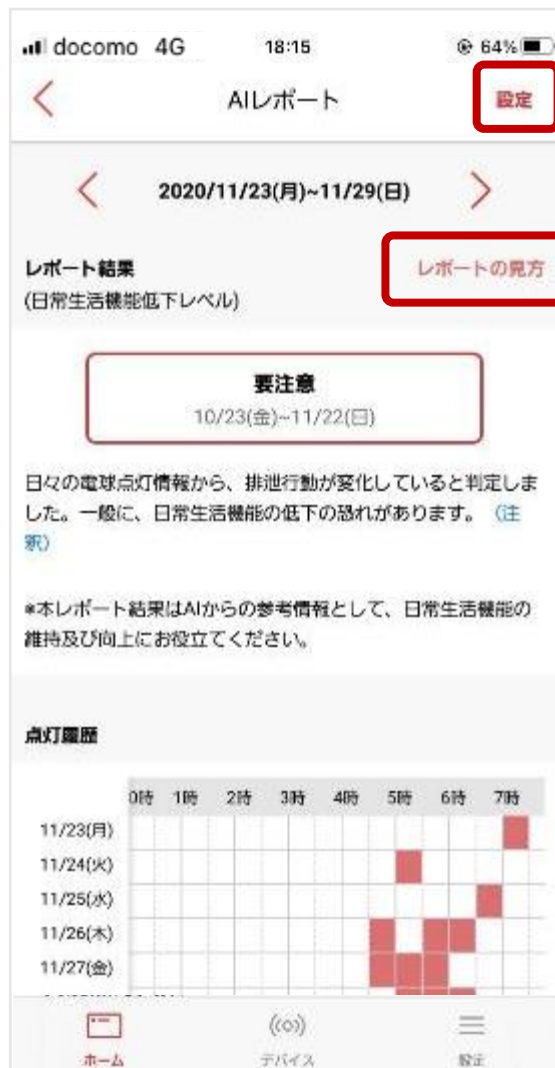 docomo 4G 18:15 64%
AIレポート 設定
2020/11/23(月)~11/29(日)
レポート結果 レポートの見方
(日常生活機能低下レベル)
要注意
10/23(金)~11/22(日)
日々の電球点灯情報から、排泄行動が変化していると判定しま
した。一般に、日常生活機能の低下の恐れがあります。（注
釈）
*本レポート結果はAIからの参考情報として、日常生活機能の
維持及び向上にお役立てください。
点灯履歴
0時 1時 2時 3時 4時 5時 6時 7時
11/23(月)
11/24(火)
11/25(水)
11/26(木)
11/27(金)
ホーム デバイス 設定